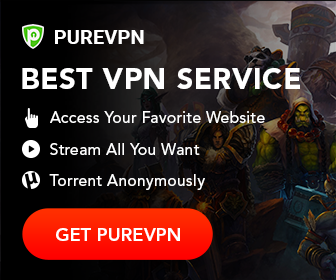 PUREVPN
BEST VPN SERVICE
Access Your Favorite Website
Stream All You Want
Torrent Anonymously
GET PUREVPN